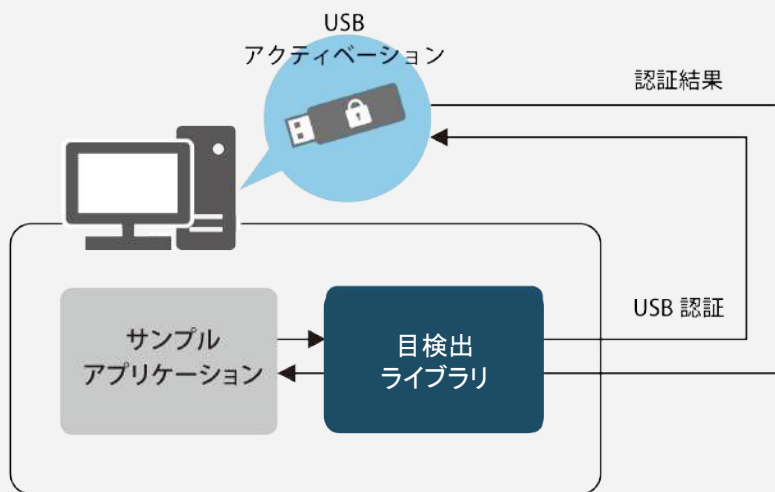 USB
アクティベーション
認証結果
USB 認証
サンプル
アプリケーション
目検出
ライブラリ